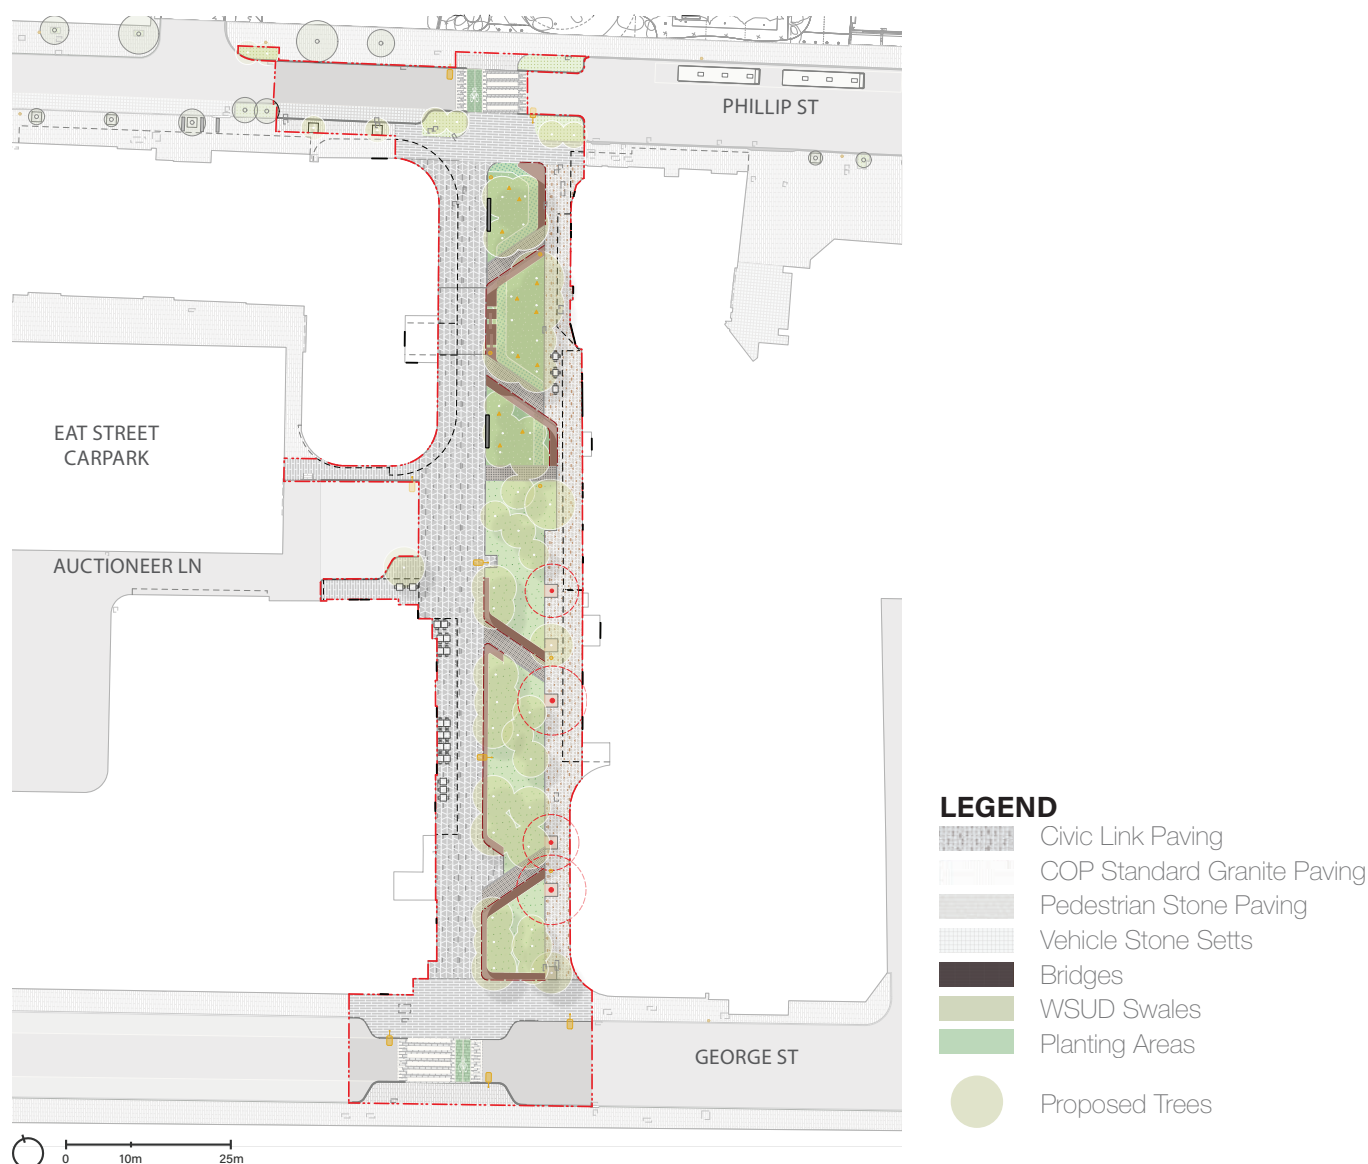 PHILLIP ST
EAT STREET
CARPARK
AUCTIONEER LN
GEORGE ST
0 10m 25m
LEGEND
Civic Link Paving
COP Standard Granite Paving
Pedestrian Stone Paving
Vehicle Stone Setts
Bridges
WSUD Swales
Planting Areas
Proposed Trees